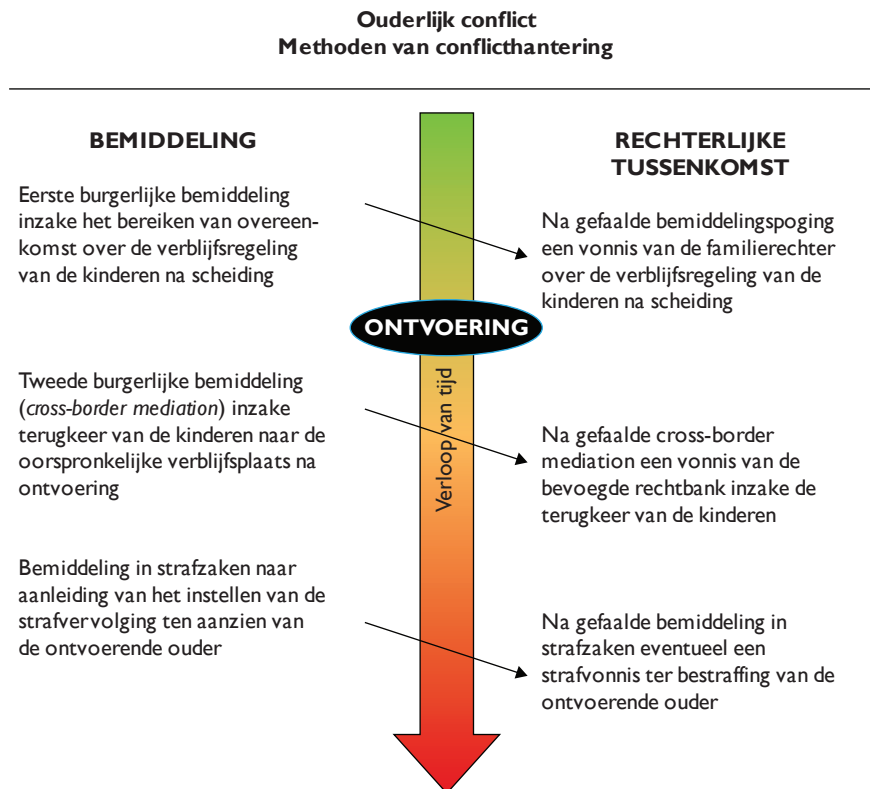 Ouderlijk conflict
Methoden van conflicthantering
BEMIDDELING
Eerste burgerlijke bemiddeling
inzake het bereiken van overeen-
komst over de verblijfsregeling
van de kinderen na scheiding
RECHTERLIJKE
TUSSENKOMST
Na gefaalde bemiddelingspoging
een vonnis van de familierechter
over de verblijfsregeling van de
kinderen na scheiding
ONTVOERING
Verloop van tijd
Tweede burgerlijke bemiddeling
(cross-border mediation) inzake
terugkeer van de kinderen naar de
oorspronkelijke verblijfsplaats na
ontvoering
Na gefaalde cross-border
mediation een vonnis van de
bevoegde rechtbank inzake de
terugkeer van de kinderen
Bemiddeling in strafzaken naar
aanleiding van het instellen van de
strafvervolging ten aanzien van
de ontvoerende ouder
Na gefaalde bemiddeling in
strafzaken eventueel een
strafvonnis ter bestraffing van de
ontvoerende ouder